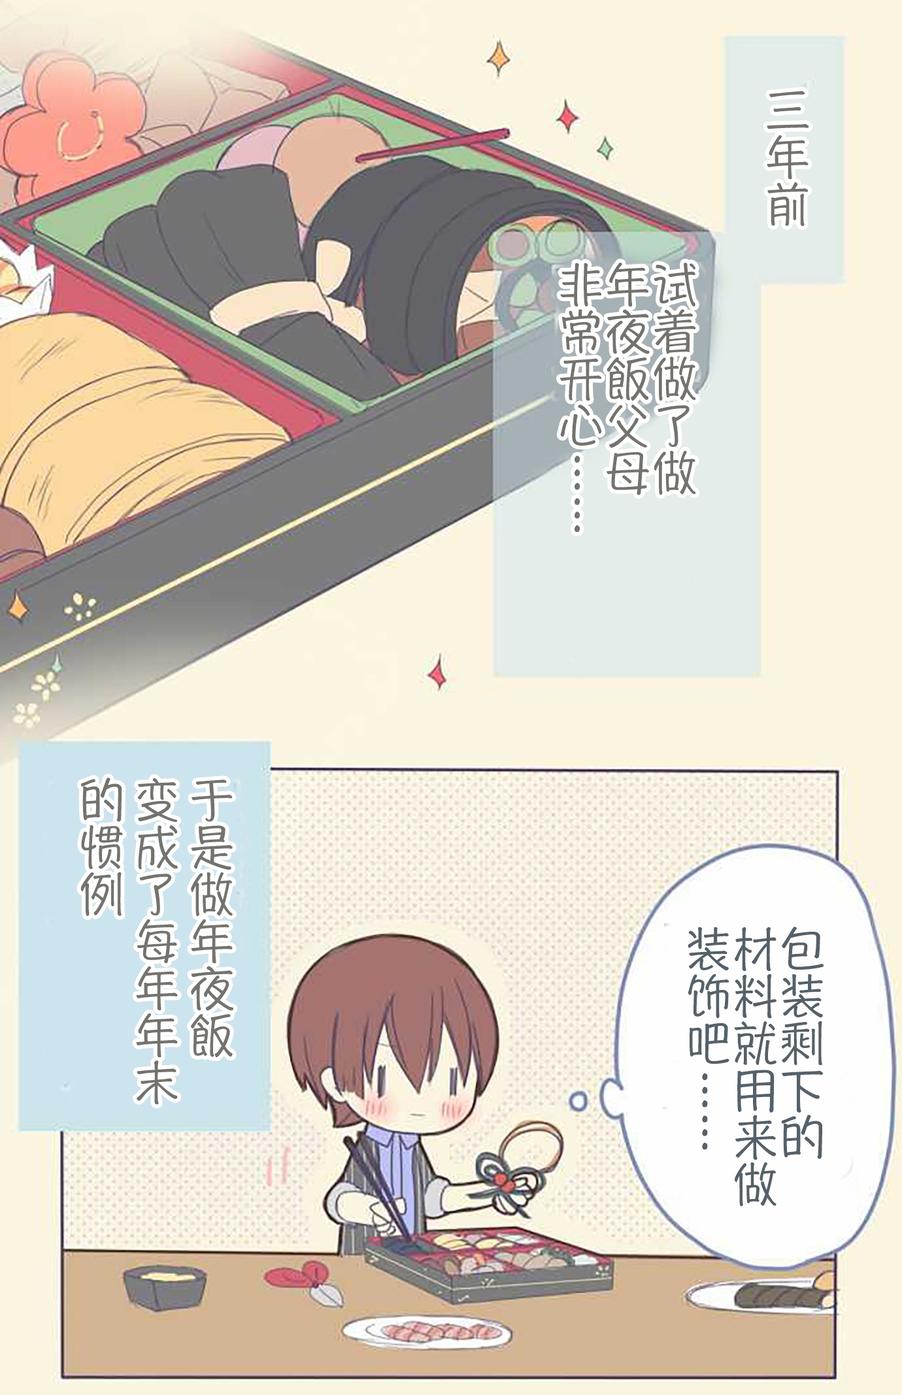 三年前
试着做了做
年夜飯父母
非常开心……
于是做年夜飯
变成了每年年末
的惯例
包装剩下的
材料就用来做
装饰吧……